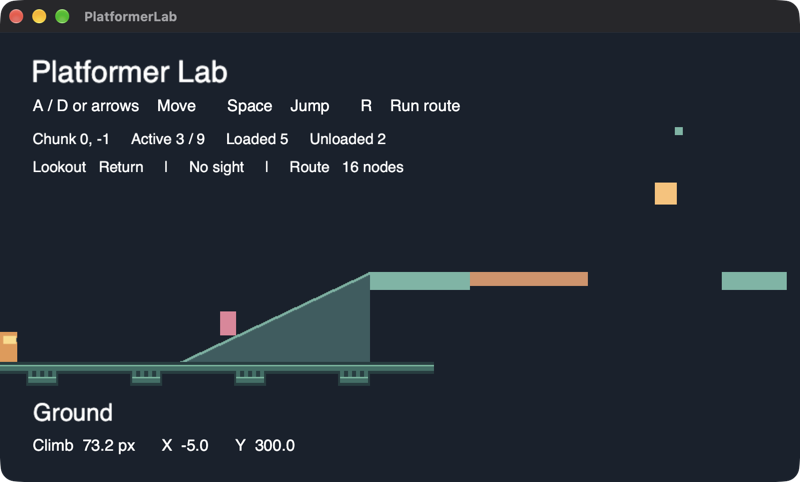 PlatformerLab
Platformer Lab
A / D or arrows Move Space Jump R Run route
Chunk 0, -1 Active 3 / 9 Loaded 5 Unloaded 2
Lookout Return | No sight | Route 16 nodes
Ground
Climb 73.2 px X -5.0 Y 300.0